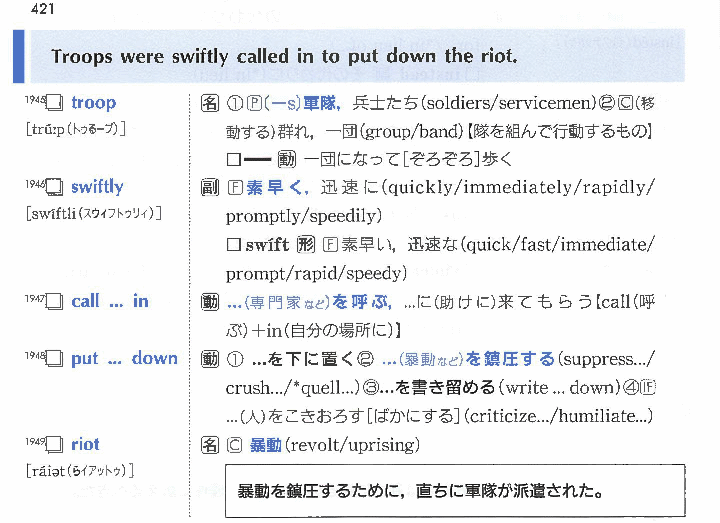 421
Troops were swiftly called in to put down the riot.
1945 □ troop 名 ①Ⓟ(—s)軍隊, 兵士たち(soldiers/servicemen)②Ⓒ(移
[trúːp(トゥるープ)] 動する)群れ, 一団(group/band)【隊を組んで行動するもの】
□━ 動 一団になって[ぞろぞろ]歩く
1946 □ swiftly 副 F 素早く, 迅速に(quickly/immediately/rapidly/
[swíftli(スウィフトゥリィ)] promptly/speedily)
□ swift 形 F 素早い, 迅速な(quick/fast/immediate/
prompt/rapid/speedy)
1947 □ call ... in 動 ...(専門家など)を呼ぶ, ...に(助けに)来てもらう【call(呼
ぶ)+in(自分の場所に)】
1948 □ put ... down 動 ① ...を下に置く② ...(暴動など)を鎮圧する(suppress.../
crush.../*quell...)③...を書き留める(write ... down)④IF
...(人)をこきおろす[ばかにする](criticize.../humiliate...)
1949 □ riot 名 Ⓒ 暴動(revolt/uprising)
[ráiət(らイアットゥ)]
暴動を鎮圧するために, 直ちに軍隊が派遣された。